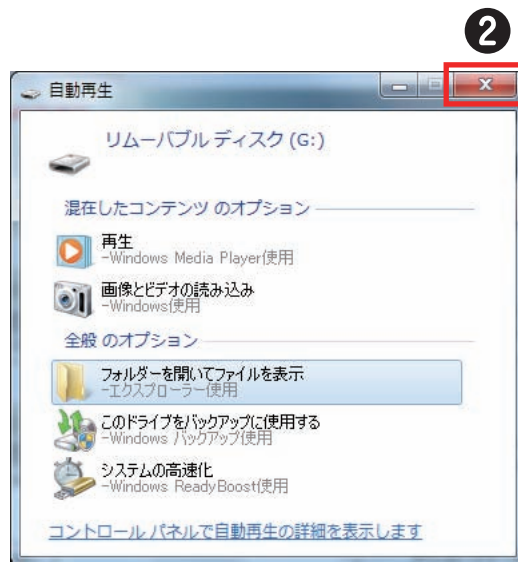 ❷
自動再生
リムーバブル ディスク (G:)
混在したコンテンツ のオプション
再生
-Windows Media Player使用
画像とビデオの読み込み
-Windows使用
全般 のオプション
フォルダーを開いてファイルを表示
-エクスプローラー使用
このドライブをバックアップに使用する
-Windows バックアップ使用
システムの高速化
-Windows ReadyBoost使用
コントロール パネルで自動再生の詳細を表示します